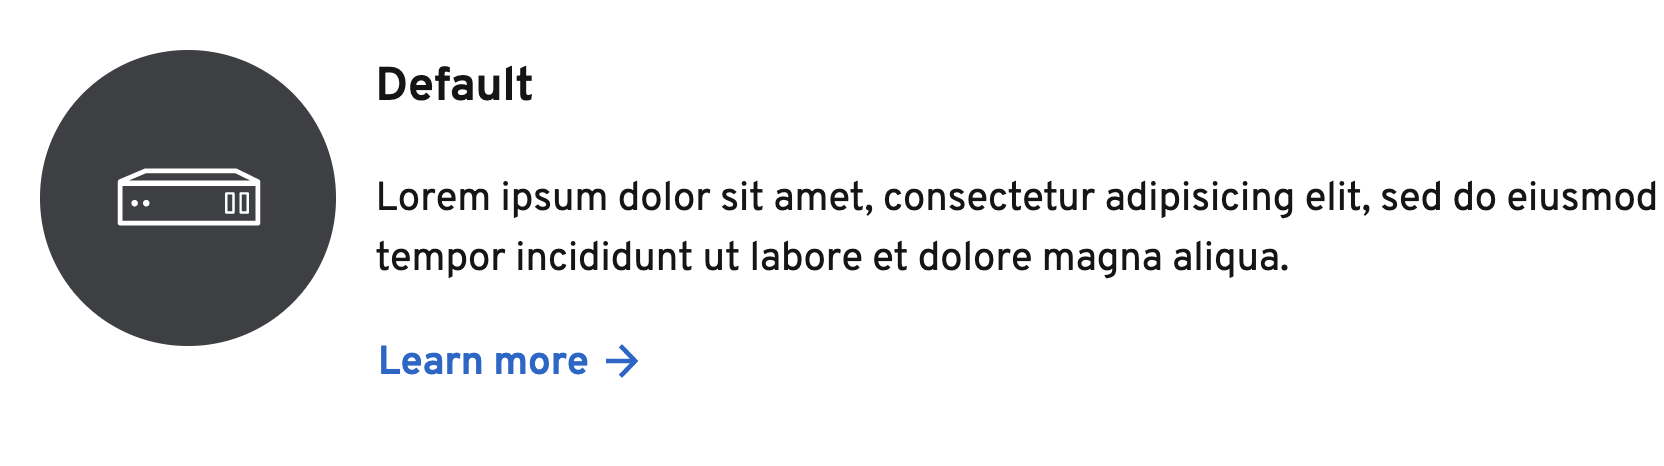 Default
Lorem ipsum dolor sit amet, consectetur adipisicing elit, sed do eiusmod
tempor incididunt ut labore et dolore magna aliqua.
Learn more →